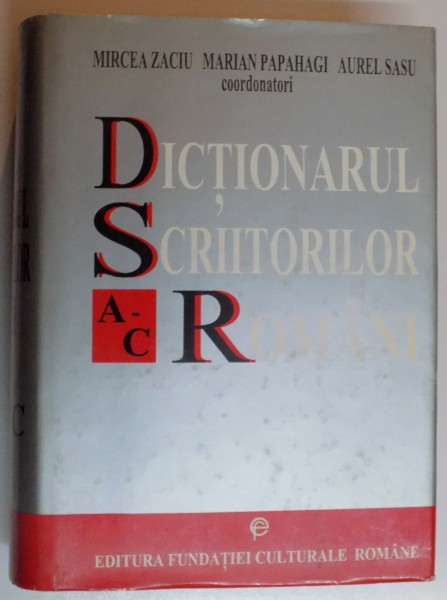 MIRCEA ZACIU MARIAN PAPAHAGI AUREL SASU
coordonatori
DICȚIONARUL
SCRIITORILOR
A-
C
ROMÂNI
EDITURA FUNDAȚIEI CULTURALE ROMÂNE
C